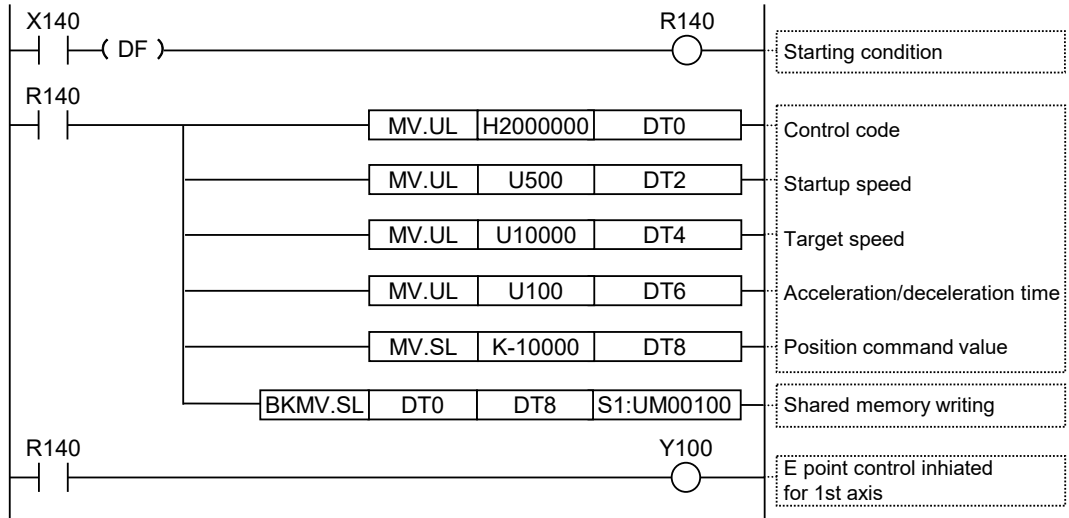 X140 R140
( DF ) Starting condition
R140
MV.UL H2000000 DT0 Control code
MV.UL U500 DT2 Startup speed
MV.UL U10000 DT4 Target speed
MV.UL U100 DT6 Acceleration/deceleration time
MV.SL K-10000 DT8 Position command value
BKMV.SL DT0 DT8 S1:UM00100 Shared memory writing
R140 Y100
E point control inhiated
for 1st axis